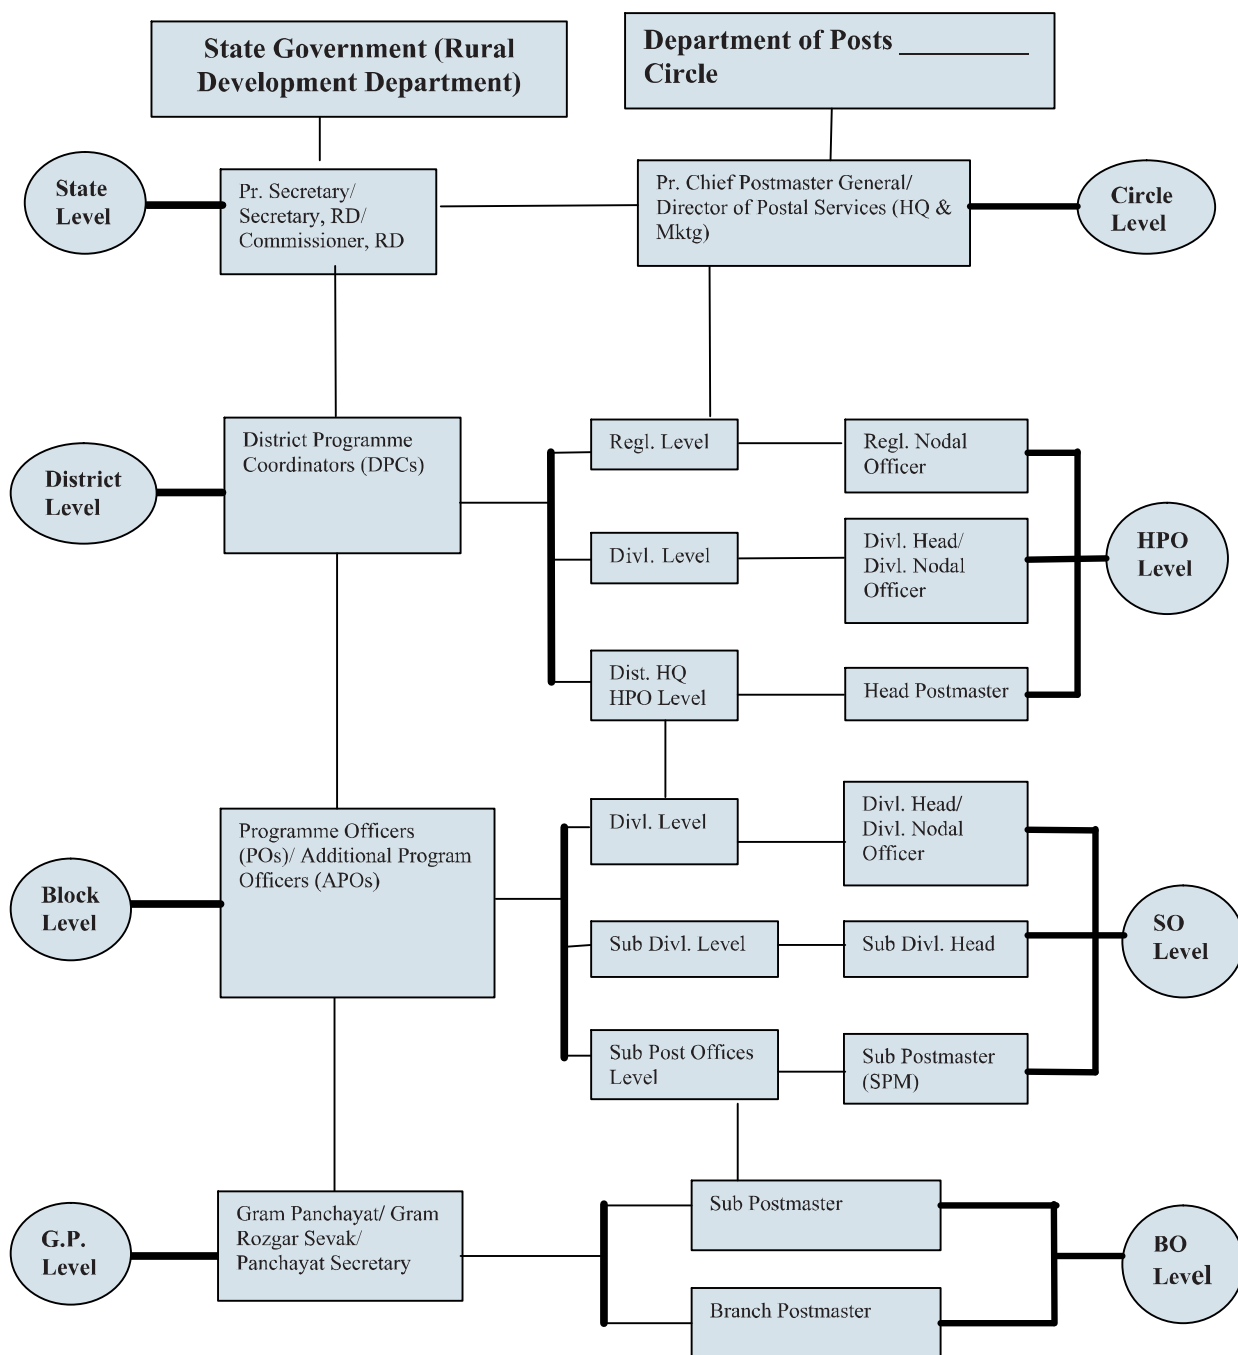 State Government (Rural
Development Department)
Department of Posts ____________
Circle
State
Level
Pr. Secretary/
Secretary, RD/
Commissioner, RD
Pr. Chief Postmaster General/
Director of Postal Services (HQ &
Mktg)
Circle
Level
District
Level
District Programme
Coordinators (DPCs)
Regl. Level
Regl. Nodal
Officer
Divl. Level
Divl. Head/
Divl. Nodal
Officer
HPO
Level
Dist. HQ
HPO Level
Head Postmaster
Block
Level
Programme Officers
(POs)/ Additional Program
Officers (APOs)
Divl. Level
Divl. Head/
Divl. Nodal
Officer
Sub Divl. Level
Sub Divl. Head
SO
Level
Sub Post Offices
Level
Sub Postmaster
(SPM)
G.P.
Level
Gram Panchayat/ Gram
Rozgar Sevak/
Panchayat Secretary
Sub Postmaster
Branch Postmaster
BO
Level